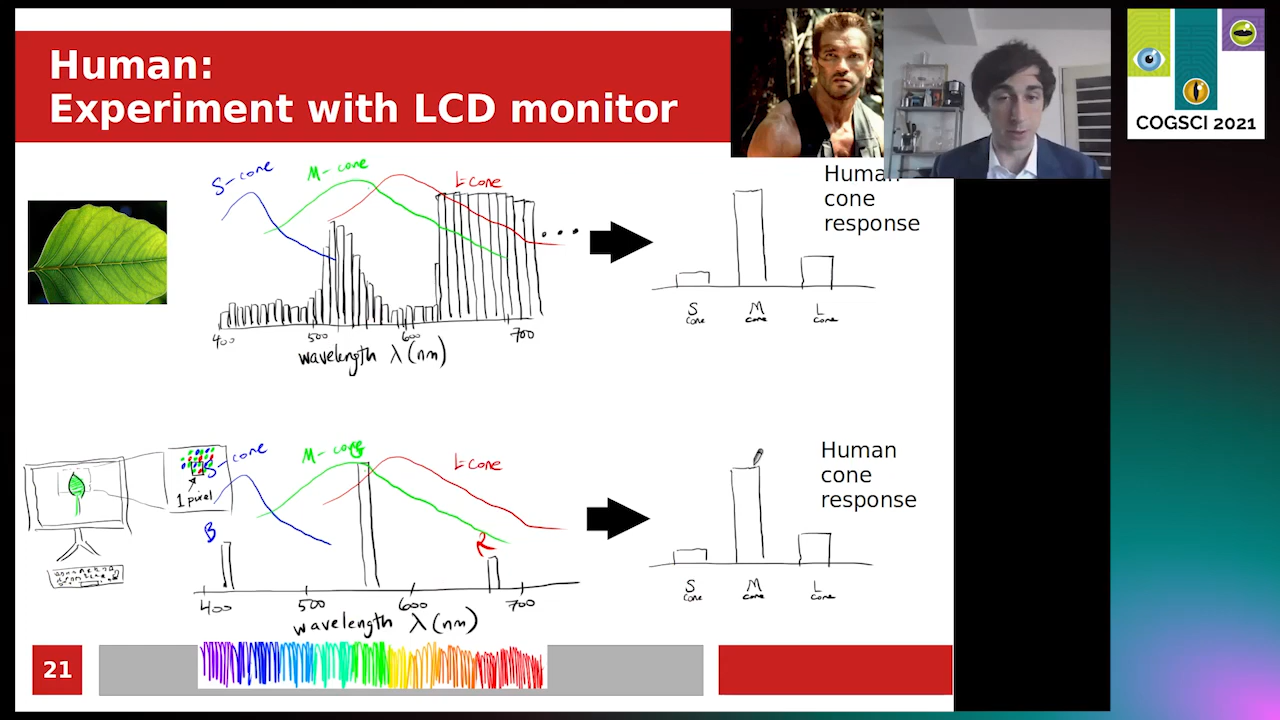 Human:
Experiment with LCD monitor
COGSCI 2021
S-cone
M-cone
L-cone
400
500
600
700
wavelength λ (nm)
Human
cone
response
S
cone
M
cone
L
cone
1 pixel
S-cone
M-cone
L-cone
B
G
R
400
500
600
700
wavelength λ (nm)
Human
cone
response
S
cone
M
cone
L
cone
21